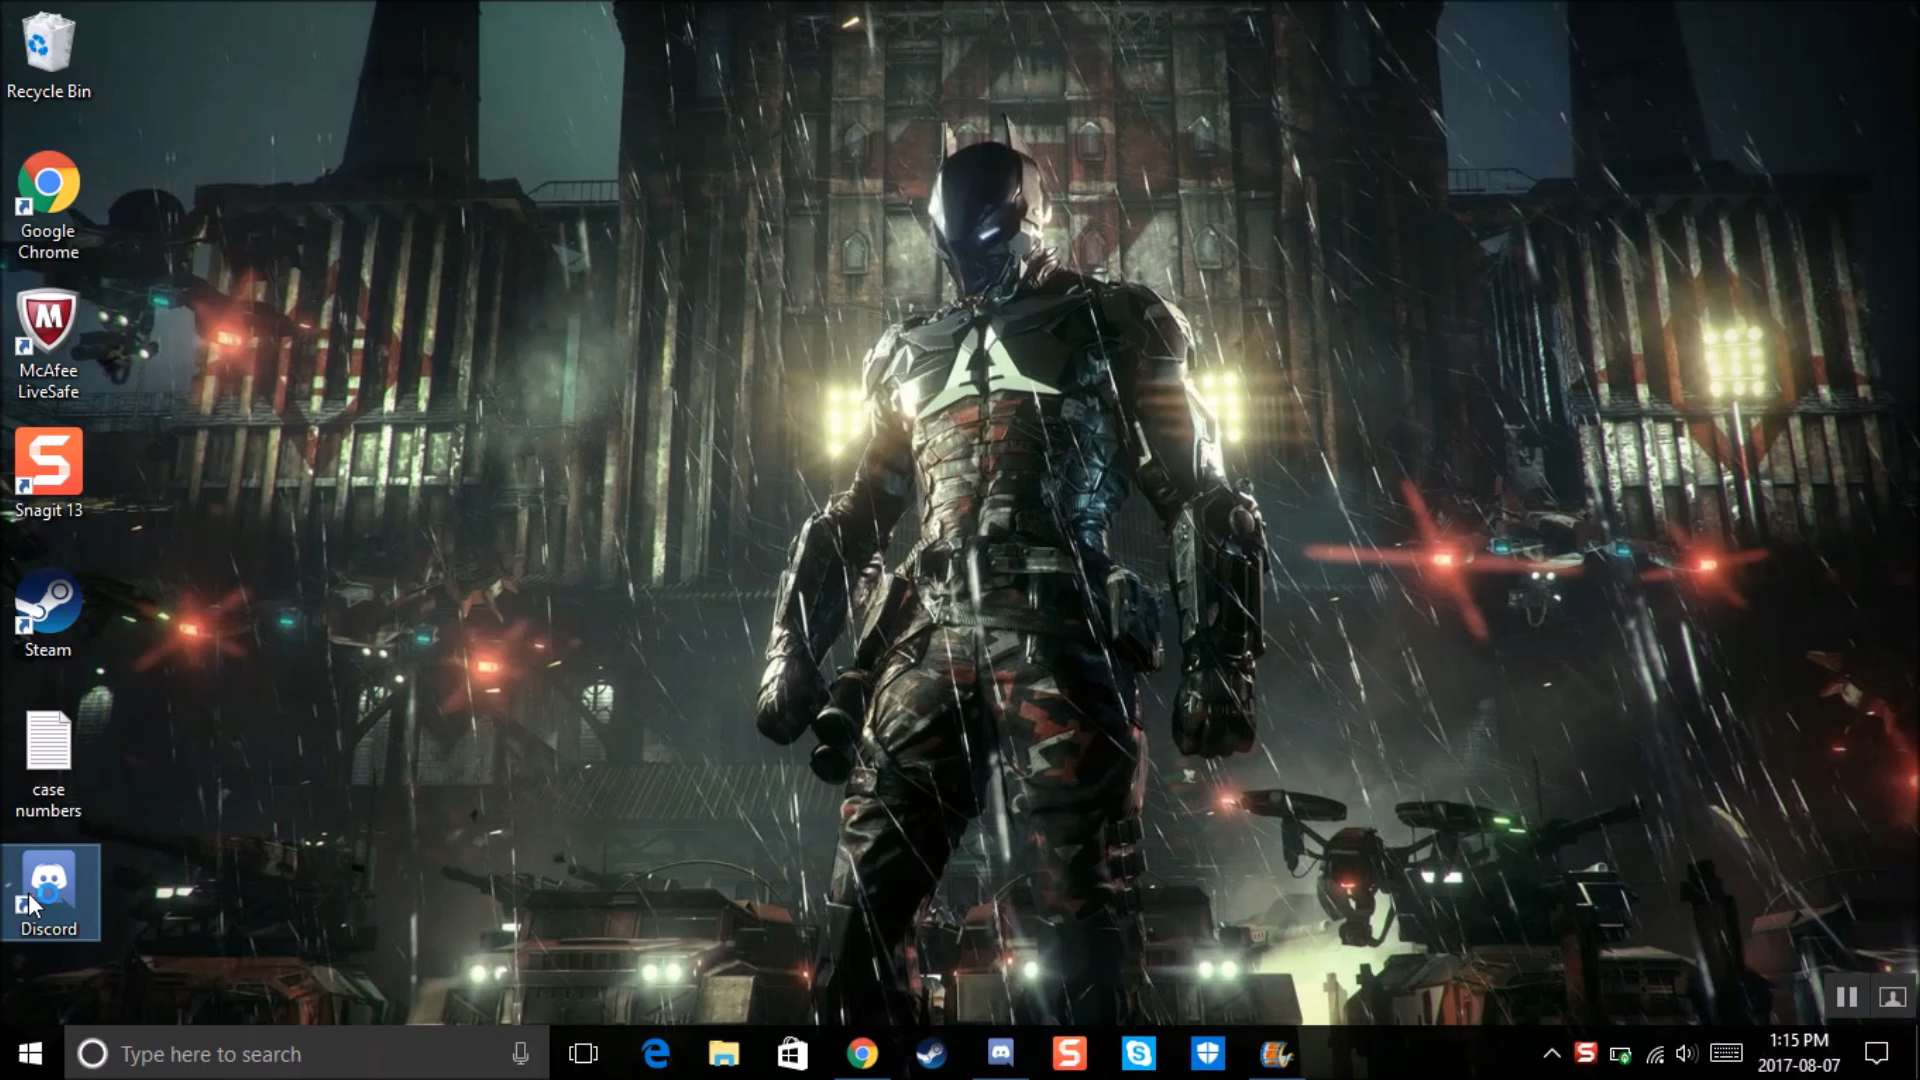 Recycle Bin
Google
Chrome
McAfee
LiveSafe
Snagit 13
Steam
case
numbers
Discord
Type here to search
1:15 PM
2017-08-07